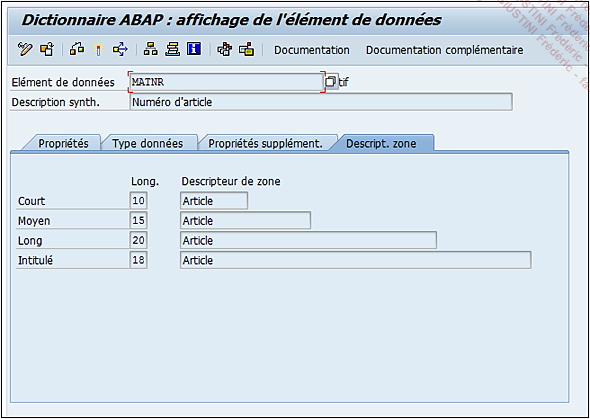 Dictionnaire ABAP : affichage de l'élément de données
Documentation Documentation complémentaire
Elément de données MATNR tif
Description synth. Numéro d'article
Propriétés Type données Propriétés supplément. Descript. zone
Long. Descripteur de zone
Court 10 Article
Moyen 15 Article
Long 20 Article
Intitulé 18 Article